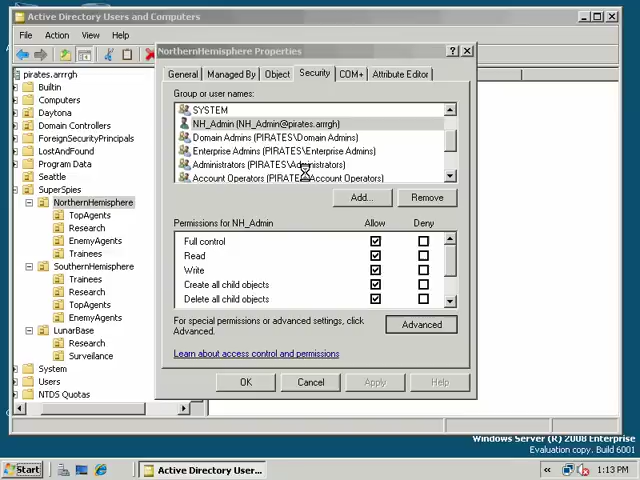 Active Directory Users and Computers
File Action View Help
pirates.arrrgh
Builtin
Computers
Daytona
Domain Controllers
ForeignSecurityPrincipals
LostAndFound
Program Data
Seattle
SuperSpies
NorthernHemisphere
TopAgents
Research
EnemyAgents
Trainees
SouthernHemisphere
Trainees
Research
TopAgents
EnemyAgents
LunarBase
Research
Surveilance
System
Users
NTDS Quotas
NorthernHemisphere Properties
General Managed By Object Security COM+ Attribute Editor
Group or user names:
SYSTEM
NH_Admin (NH_Admin@pirates.arrrgh)
Domain Admins (PIRATES\Domain Admins)
Enterprise Admins (PIRATES\Enterprise Admins)
Administrators (PIRATES\Administrators)
Account Operators (PIRATES\Account Operators)
Add... Remove
Permissions for NH_Admin Allow Deny
Full control
Read
Write
Create all child objects
Delete all child objects
For special permissions or advanced settings, click
Advanced.
Advanced
Learn about access control and permissions
OK Cancel Apply Help
Windows Server (R) 2008 Enterprise
Evaluation copy. Build 6001
Start Active Directory User... « 1:13 PM